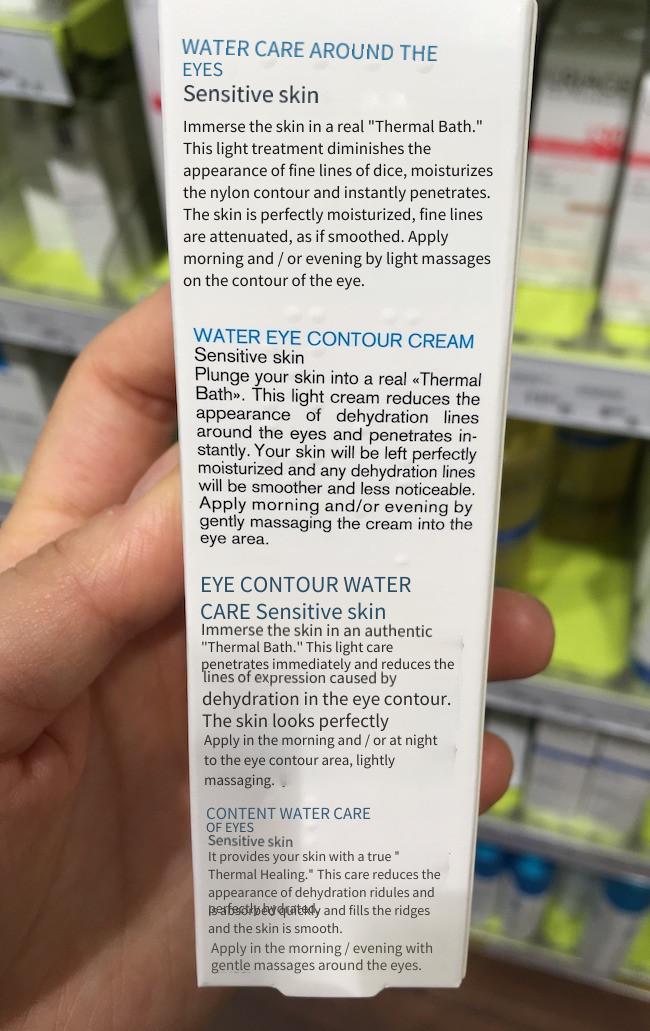 WATER CARE AROUND THE
EYES
Sensitive skin
Immerse the skin in a real "Thermal Bath."
This light treatment diminishes the
appearance of fine lines of dice, moisturizes
the nylon contour and instantly penetrates.
The skin is perfectly moisturized, fine lines
are attenuated, as if smoothed. Apply
morning and / or evening by light massages
on the contour of the eye.
WATER EYE CONTOUR CREAM
Sensitive skin
Plunge your skin into a real «Thermal
Bath». This light cream reduces the
appearance of dehydration lines
around the eyes and penetrates in-
stantly. Your skin will be left perfectly
moisturized and any dehydration lines
will be smoother and less noticeable.
Apply morning and/or evening by
gently massaging the cream into the
eye area.
EYE CONTOUR WATER
CARE Sensitive skin
Immerse the skin in an authentic
"Thermal Bath." This light care
penetrates immediately and reduces the
lines of expression caused by
dehydration in the eye contour.
The skin looks perfectly
Apply in the morning and / or at night
to the eye contour area, lightly
massaging.
CONTENT WATER CARE
OF EYES
Sensitive skin
It provides your skin with a true "
Thermal Healing." This care reduces the
appearance of dehydration ridules and
perfectly hydrated.
is absorbed quickly and fills the ridges
and the skin is smooth.
Apply in the morning / evening with
gentle massages around the eyes.